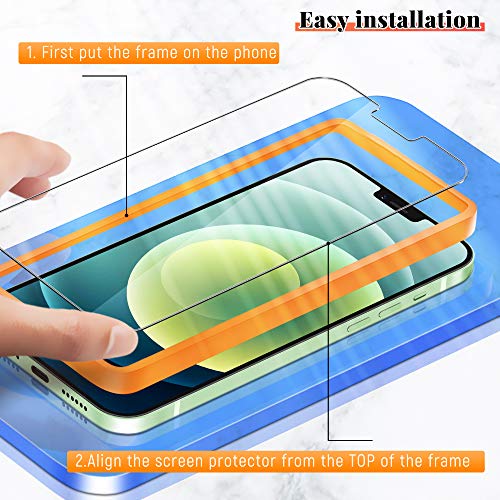 Easy installation
1. First put the frame on the phone
2.Align the screen protector from the TOP of the frame